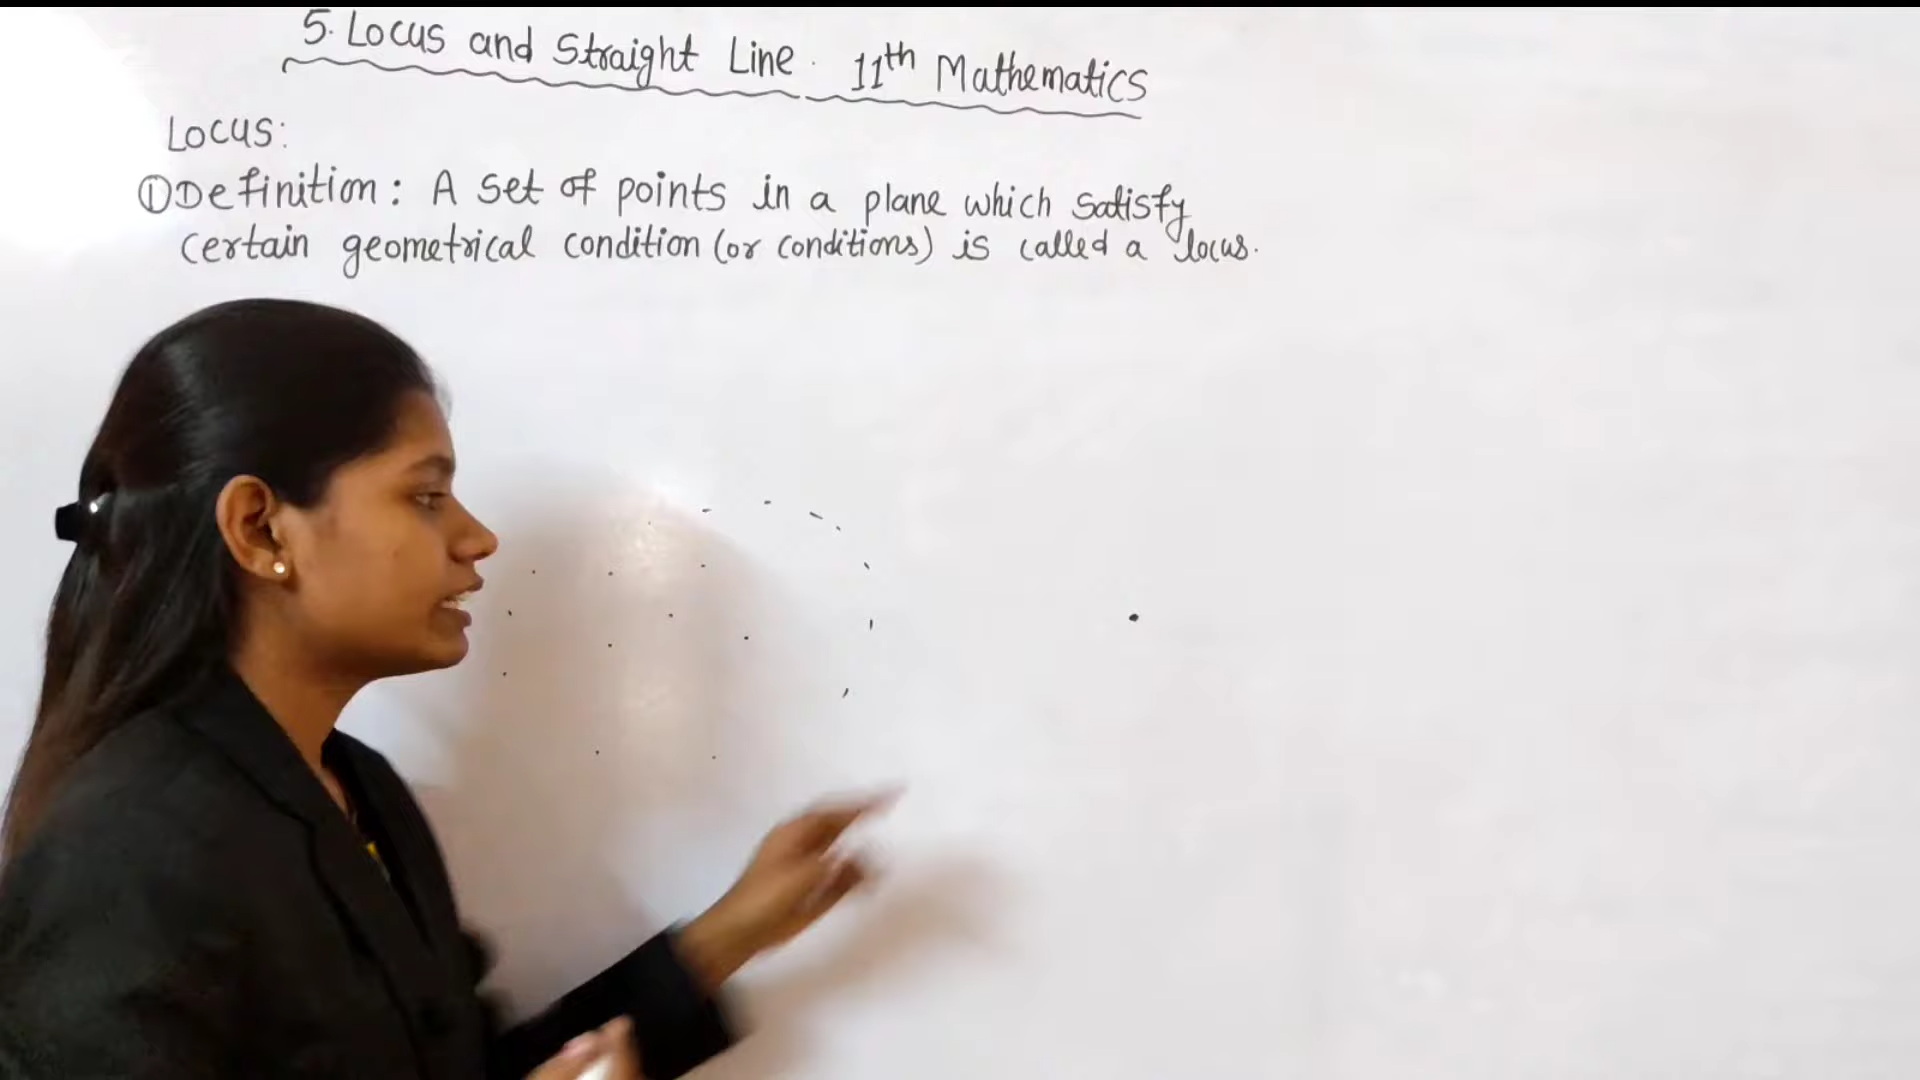 5. Locus and Straight Line. 11th Mathematics
Locus:
① Definition: A set of points in a plane which satisfy
certain geometrical condition (or conditions) is called a locus.